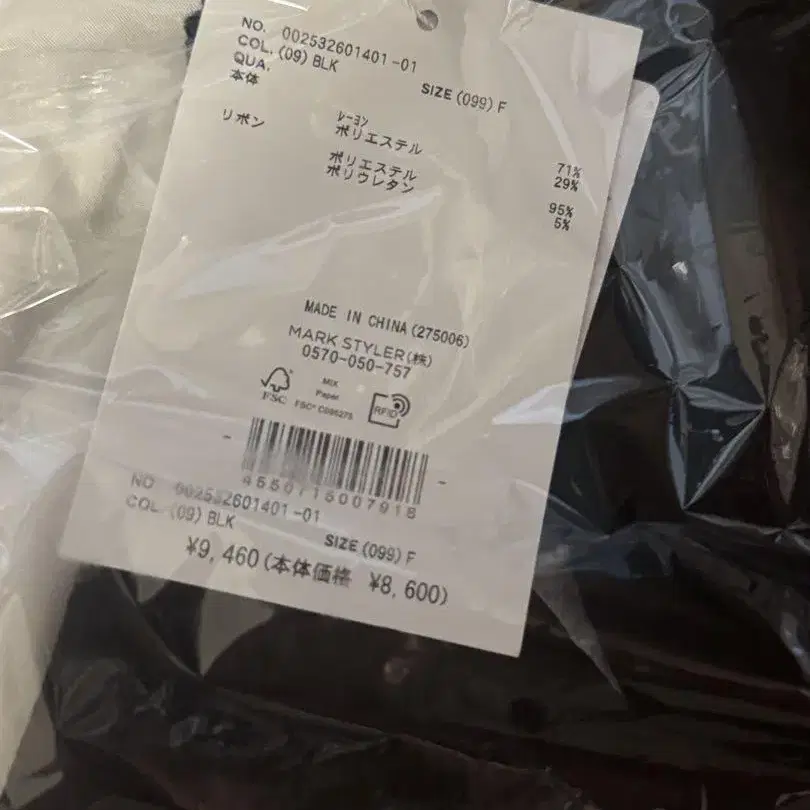 NO. 002532601401-01
COL. (09) BLK SIZE (099) F
QUA.
本体
レーヨン 71%
ポリエステル 29%
リボン
ポリエステル 95%
ポリウレタン 5%
MADE IN CHINA (275006)
MARK STYLER(株)
0570-050-757
FSC
MIX
Paper
FSC®
RFID
NO 002532601401-01
COL. (09) BLK SIZE (099) F
¥9,460(本体価格 ¥8,600)